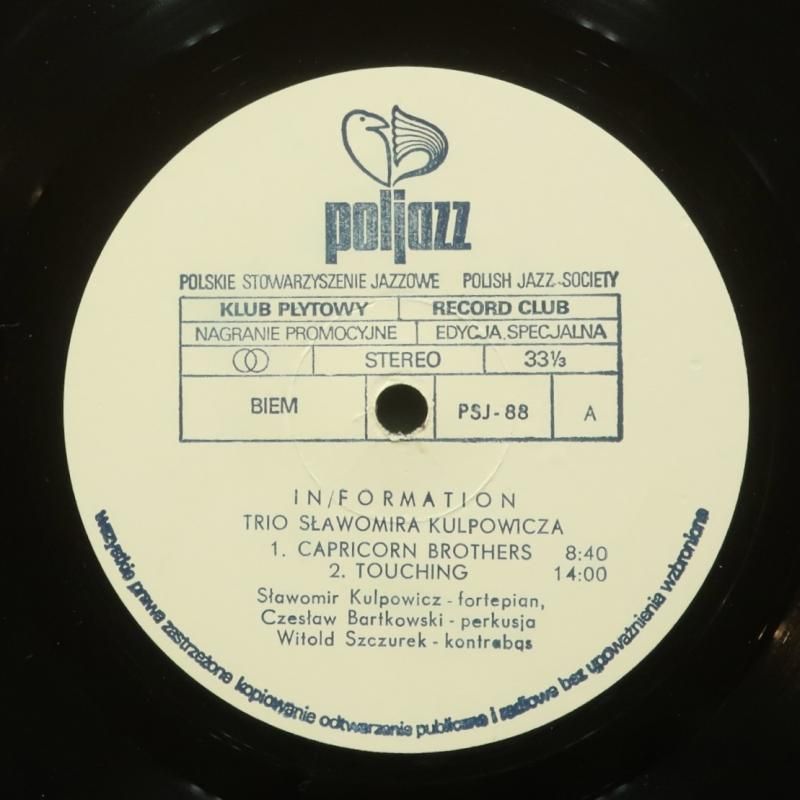 poljazz
POLSKIE STOWARZYSZENIE JAZZOWE POLISH JAZZ SOCIETY
KLUB PŁYTOWY RECORD CLUB
NAGRANIE PROMOCYJNE EDYCJA SPECJALNA
STEREO 33⅓
BIEM PSJ-88 A
IN/FORMATION
TRIO SŁAWOMIRA KULPOWICZA
1. CAPRICORN BROTHERS 8:40
2. TOUCHING 14:00
Sławomir Kulpowicz - fortepian,
Czesław Bartkowski - perkusja
Witold Szczurek - kontrabąs
wszystkie prawa zastrzeżone kopiowanie odtwarzanie publiczne i radiowe bez upoważnienia wzbronione